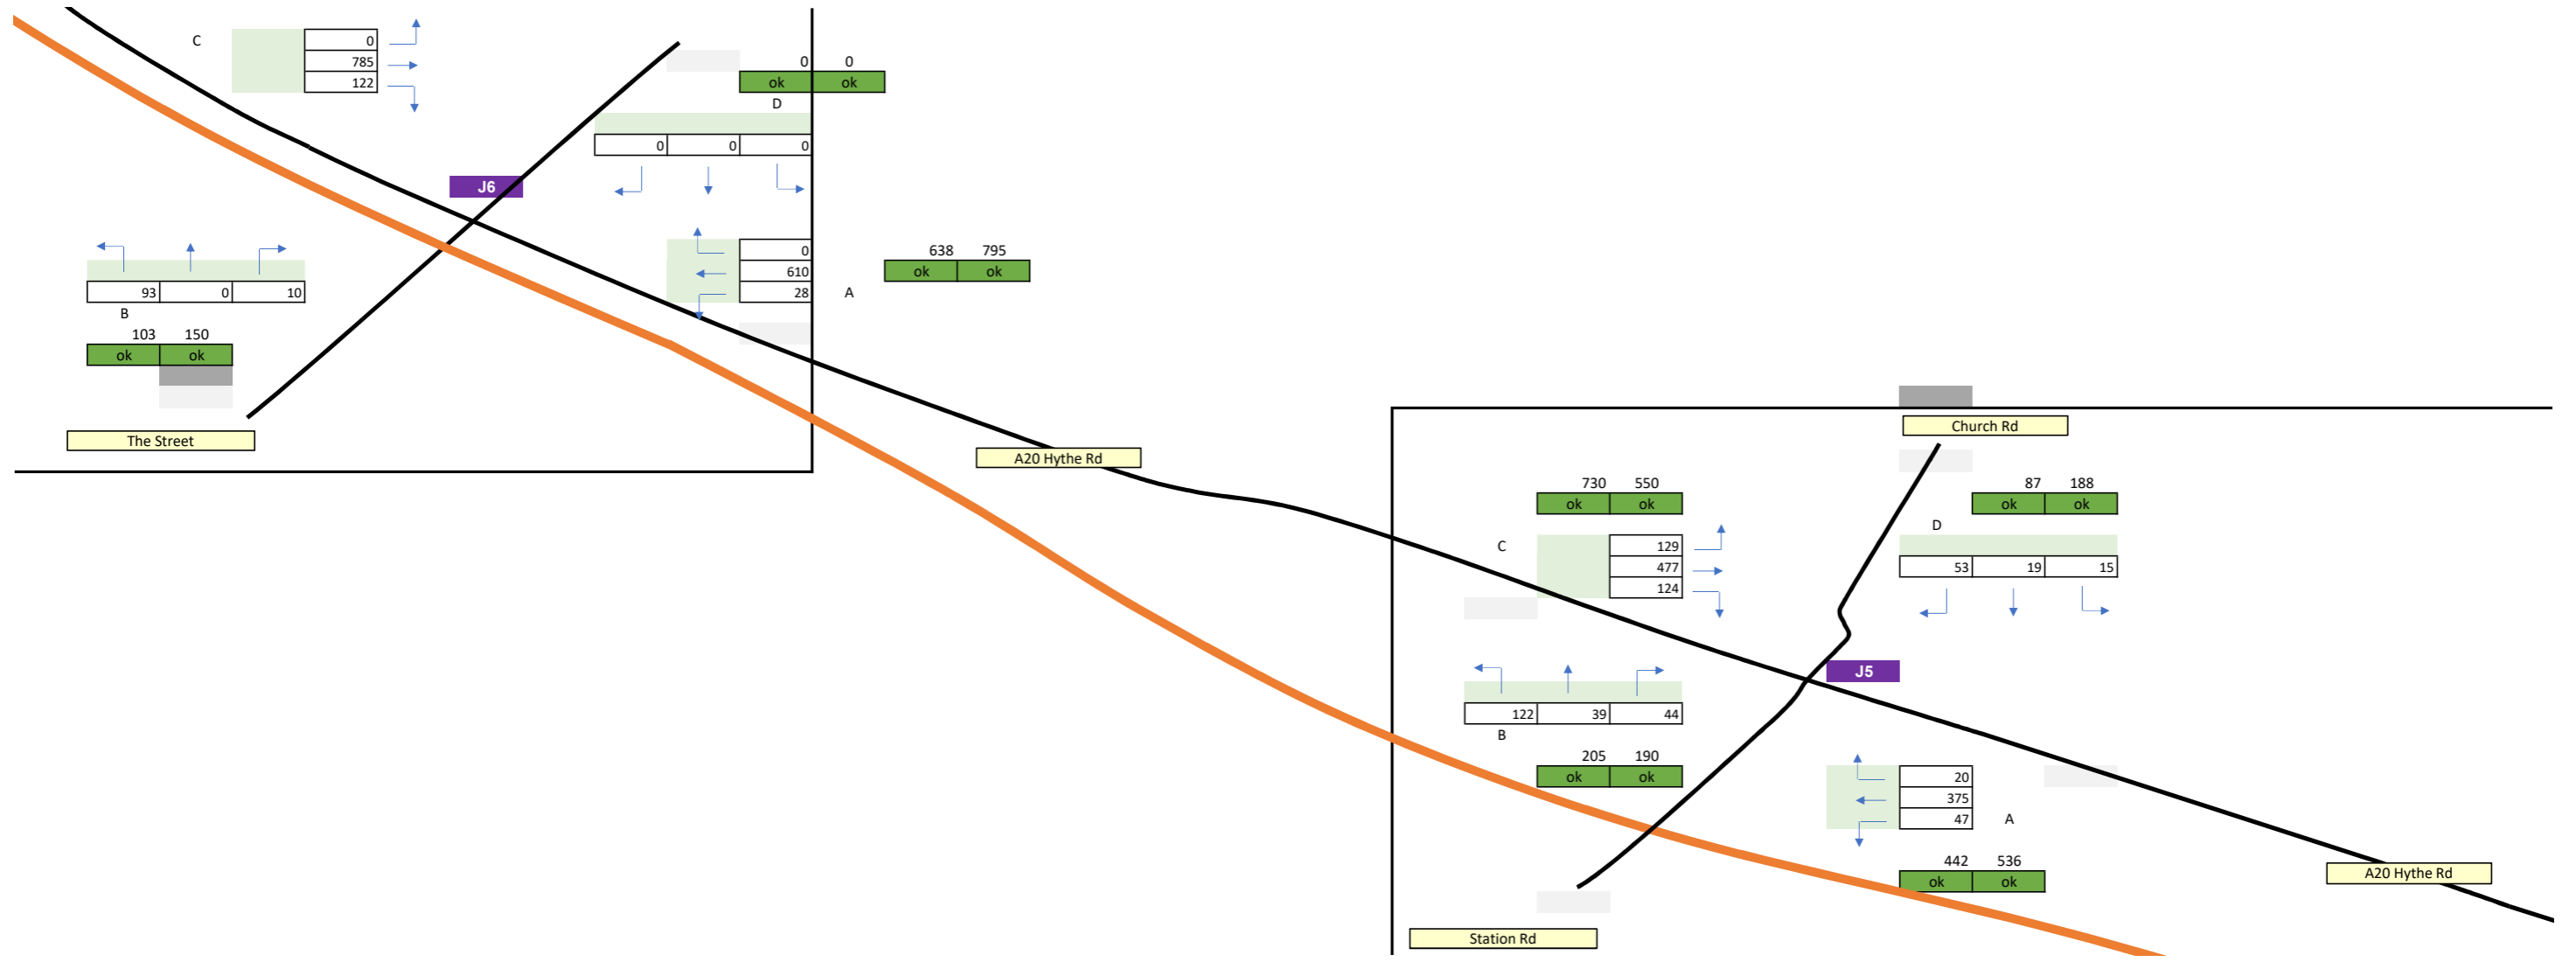 C
0
785
122
0 0
ok ok
D
0 0 0
J6
0
610
28
A
638 795
ok ok
93 0 10
B
103 150
ok ok
The Street
A20 Hythe Rd
Church Rd
730 550
ok ok
C
129
477
124
87 188
ok ok
D
53 19 15
J5
122 39 44
B
205 190
ok ok
20
375
47
A
442 536
ok ok
A20 Hythe Rd
Station Rd